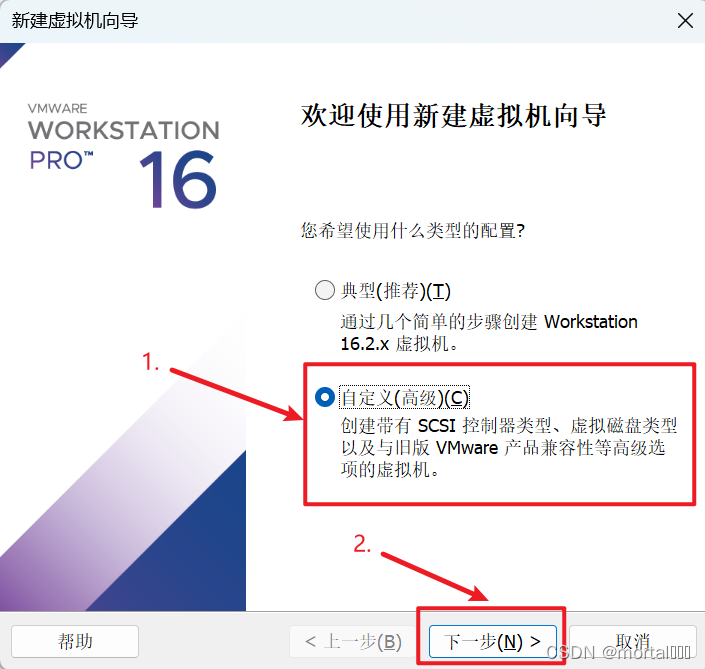 新建虚拟机向导
VMWARE
WORKSTATION
PRO™ 16
欢迎使用新建虚拟机向导
您希望使用什么类型的配置?
典型(推荐)(T)
通过几个简单的步骤创建 Workstation
16.2.x 虚拟机。
1.
自定义(高级)(C)
创建带有 SCSI 控制器类型、虚拟磁盘类型
以及与旧版 VMware 产品兼容性等高级选
项的虚拟机。
2.
帮助
< 上一步(B)
下一步(N) >
取消
CSDN @mortal